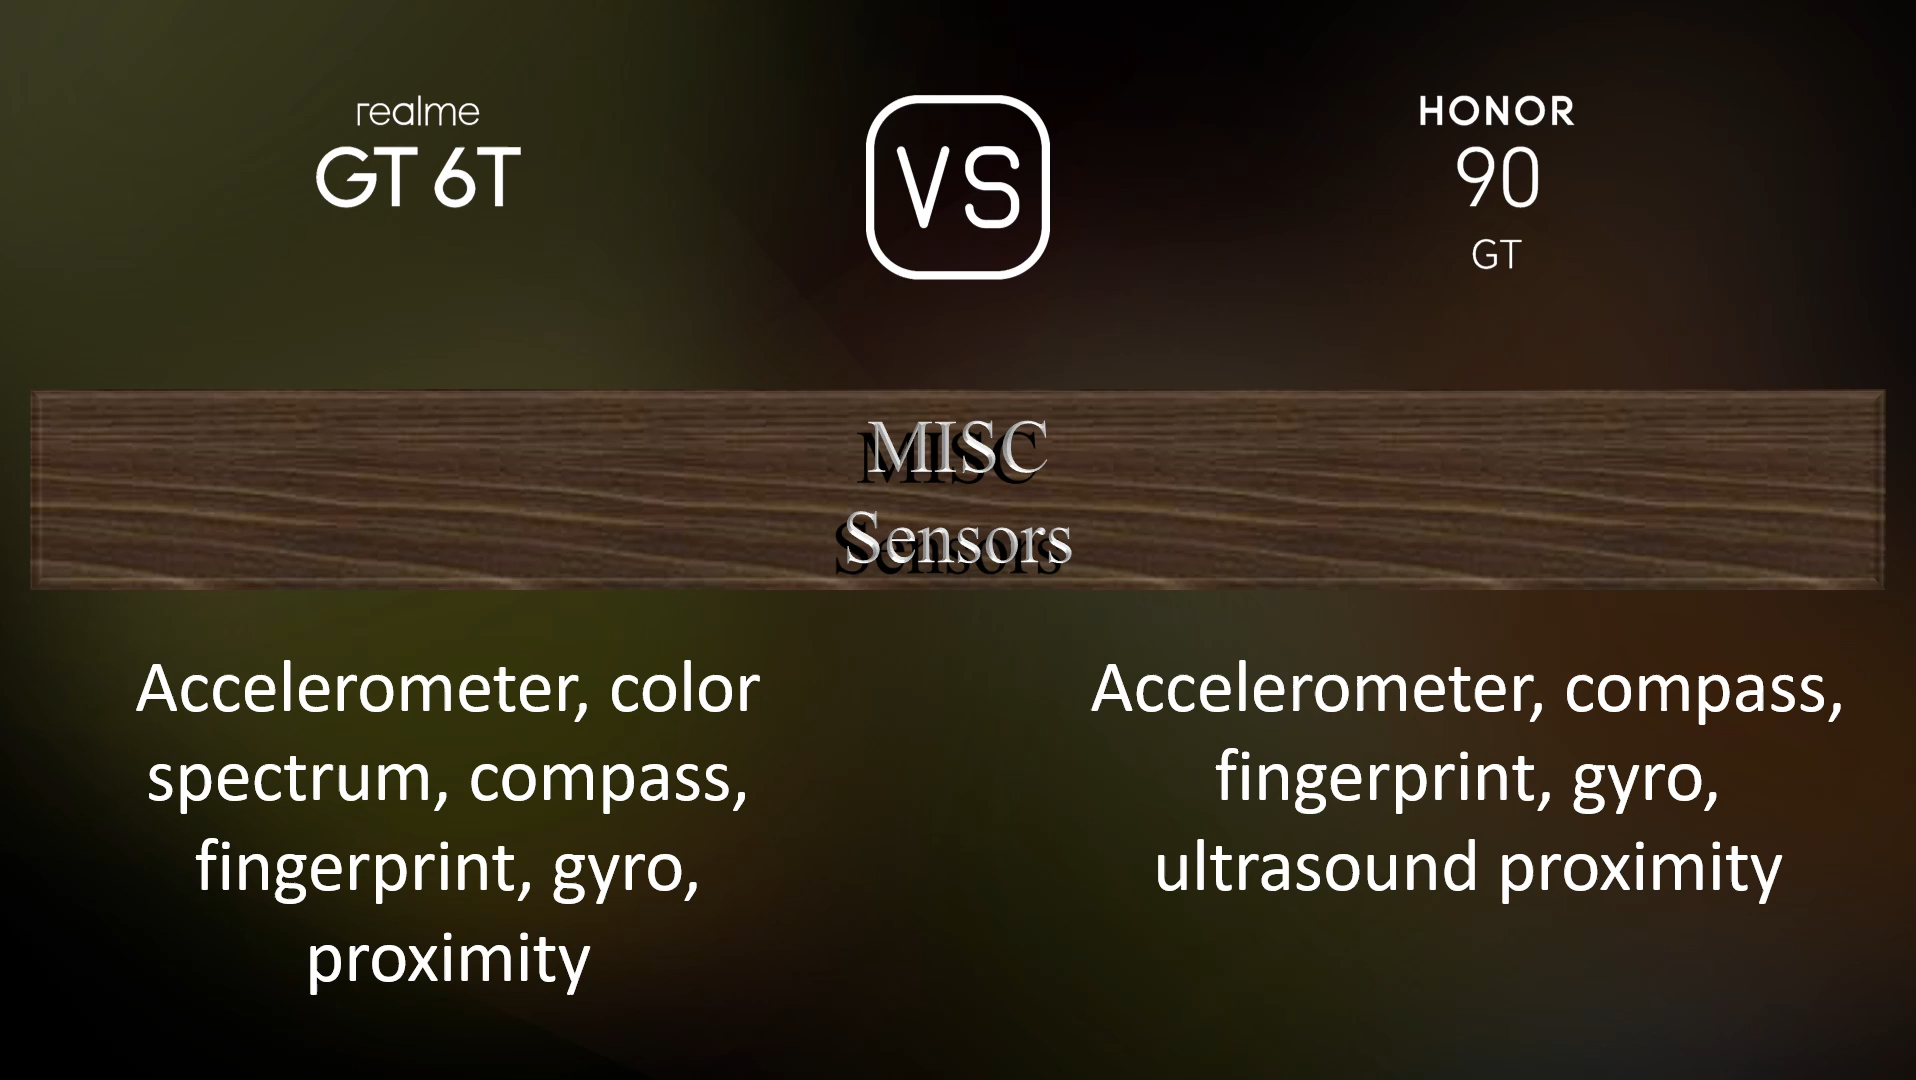 realme
GT 6T
VS
HONOR
90
GT
MISC
Sensors
Accelerometer, color
spectrum, compass,
fingerprint, gyro,
proximity
Accelerometer, compass,
fingerprint, gyro,
ultrasound proximity